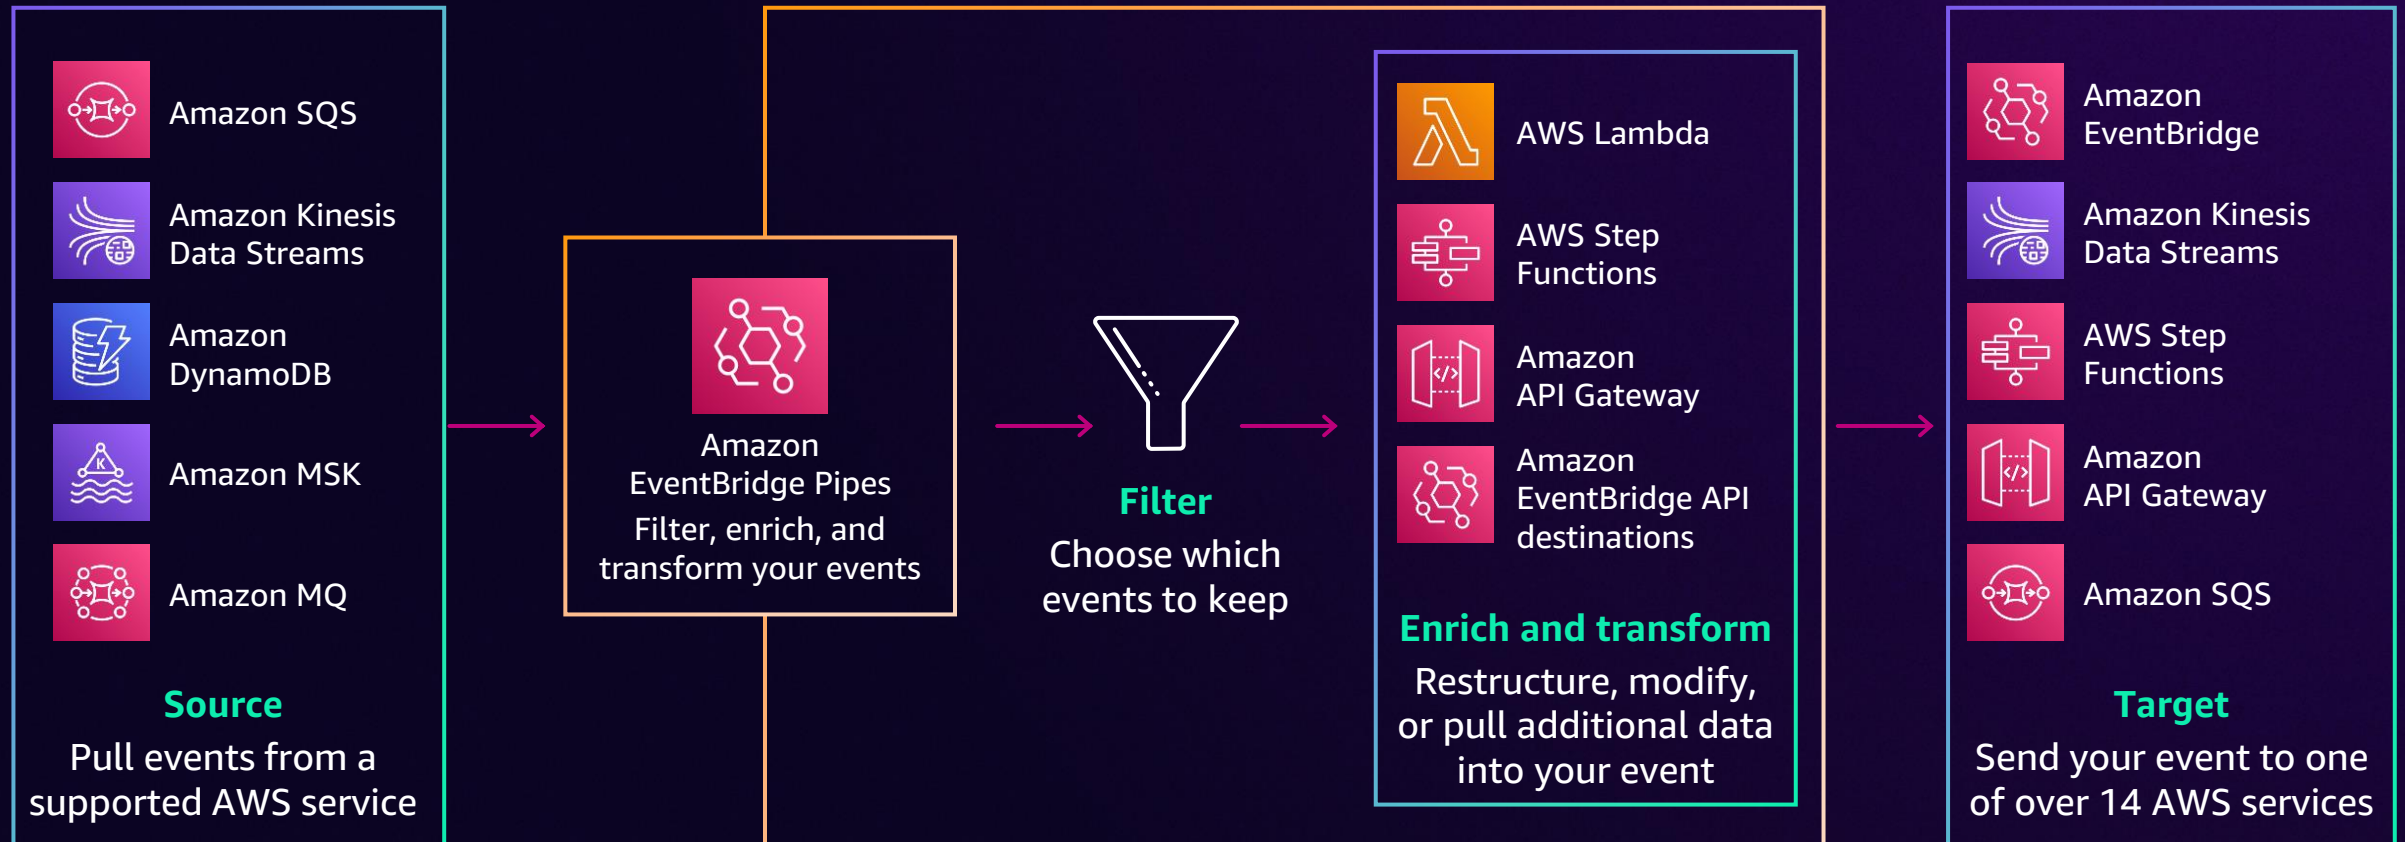 Amazon SQS
Amazon Kinesis
Data Streams
Amazon
DynamoDB
Amazon MSK
Amazon MQ
Source
Pull events from a
supported AWS service
Amazon
EventBridge Pipes
Filter, enrich, and
transform your events
Filter
Choose which
events to keep
AWS Lambda
AWS Step
Functions
Amazon
API Gateway
Amazon
EventBridge API
destinations
Enrich and transform
Restructure, modify,
or pull additional data
into your event
Amazon
EventBridge
Amazon Kinesis
Data Streams
AWS Step
Functions
Amazon
API Gateway
Amazon SQS
Target
Send your event to one
of over 14 AWS services